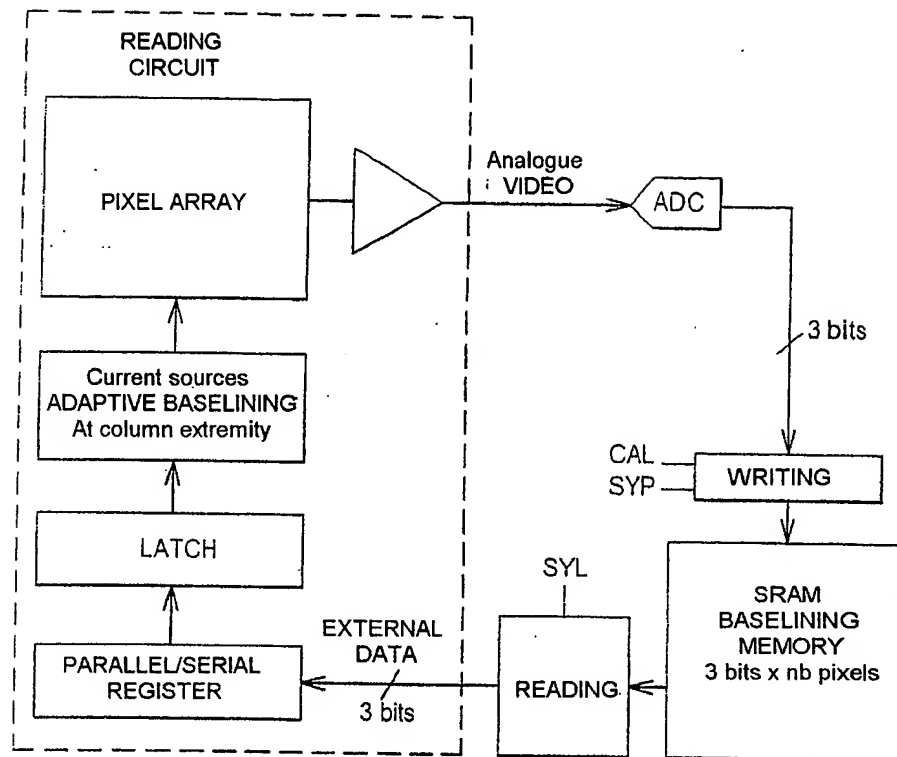 READING
CIRCUIT
PIXEL ARRAY
Analogue
VIDEO
ADC
3 bits
Current sources
ADAPTIVE BASELINING
At column extremity
CAL
SYP
WRITING
LATCH
SYL
SRAM
BASELINING
MEMORY
3 bits x nb pixels
EXTERNAL
DATA
PARALLEL/SERIAL
REGISTER
3 bits
READING